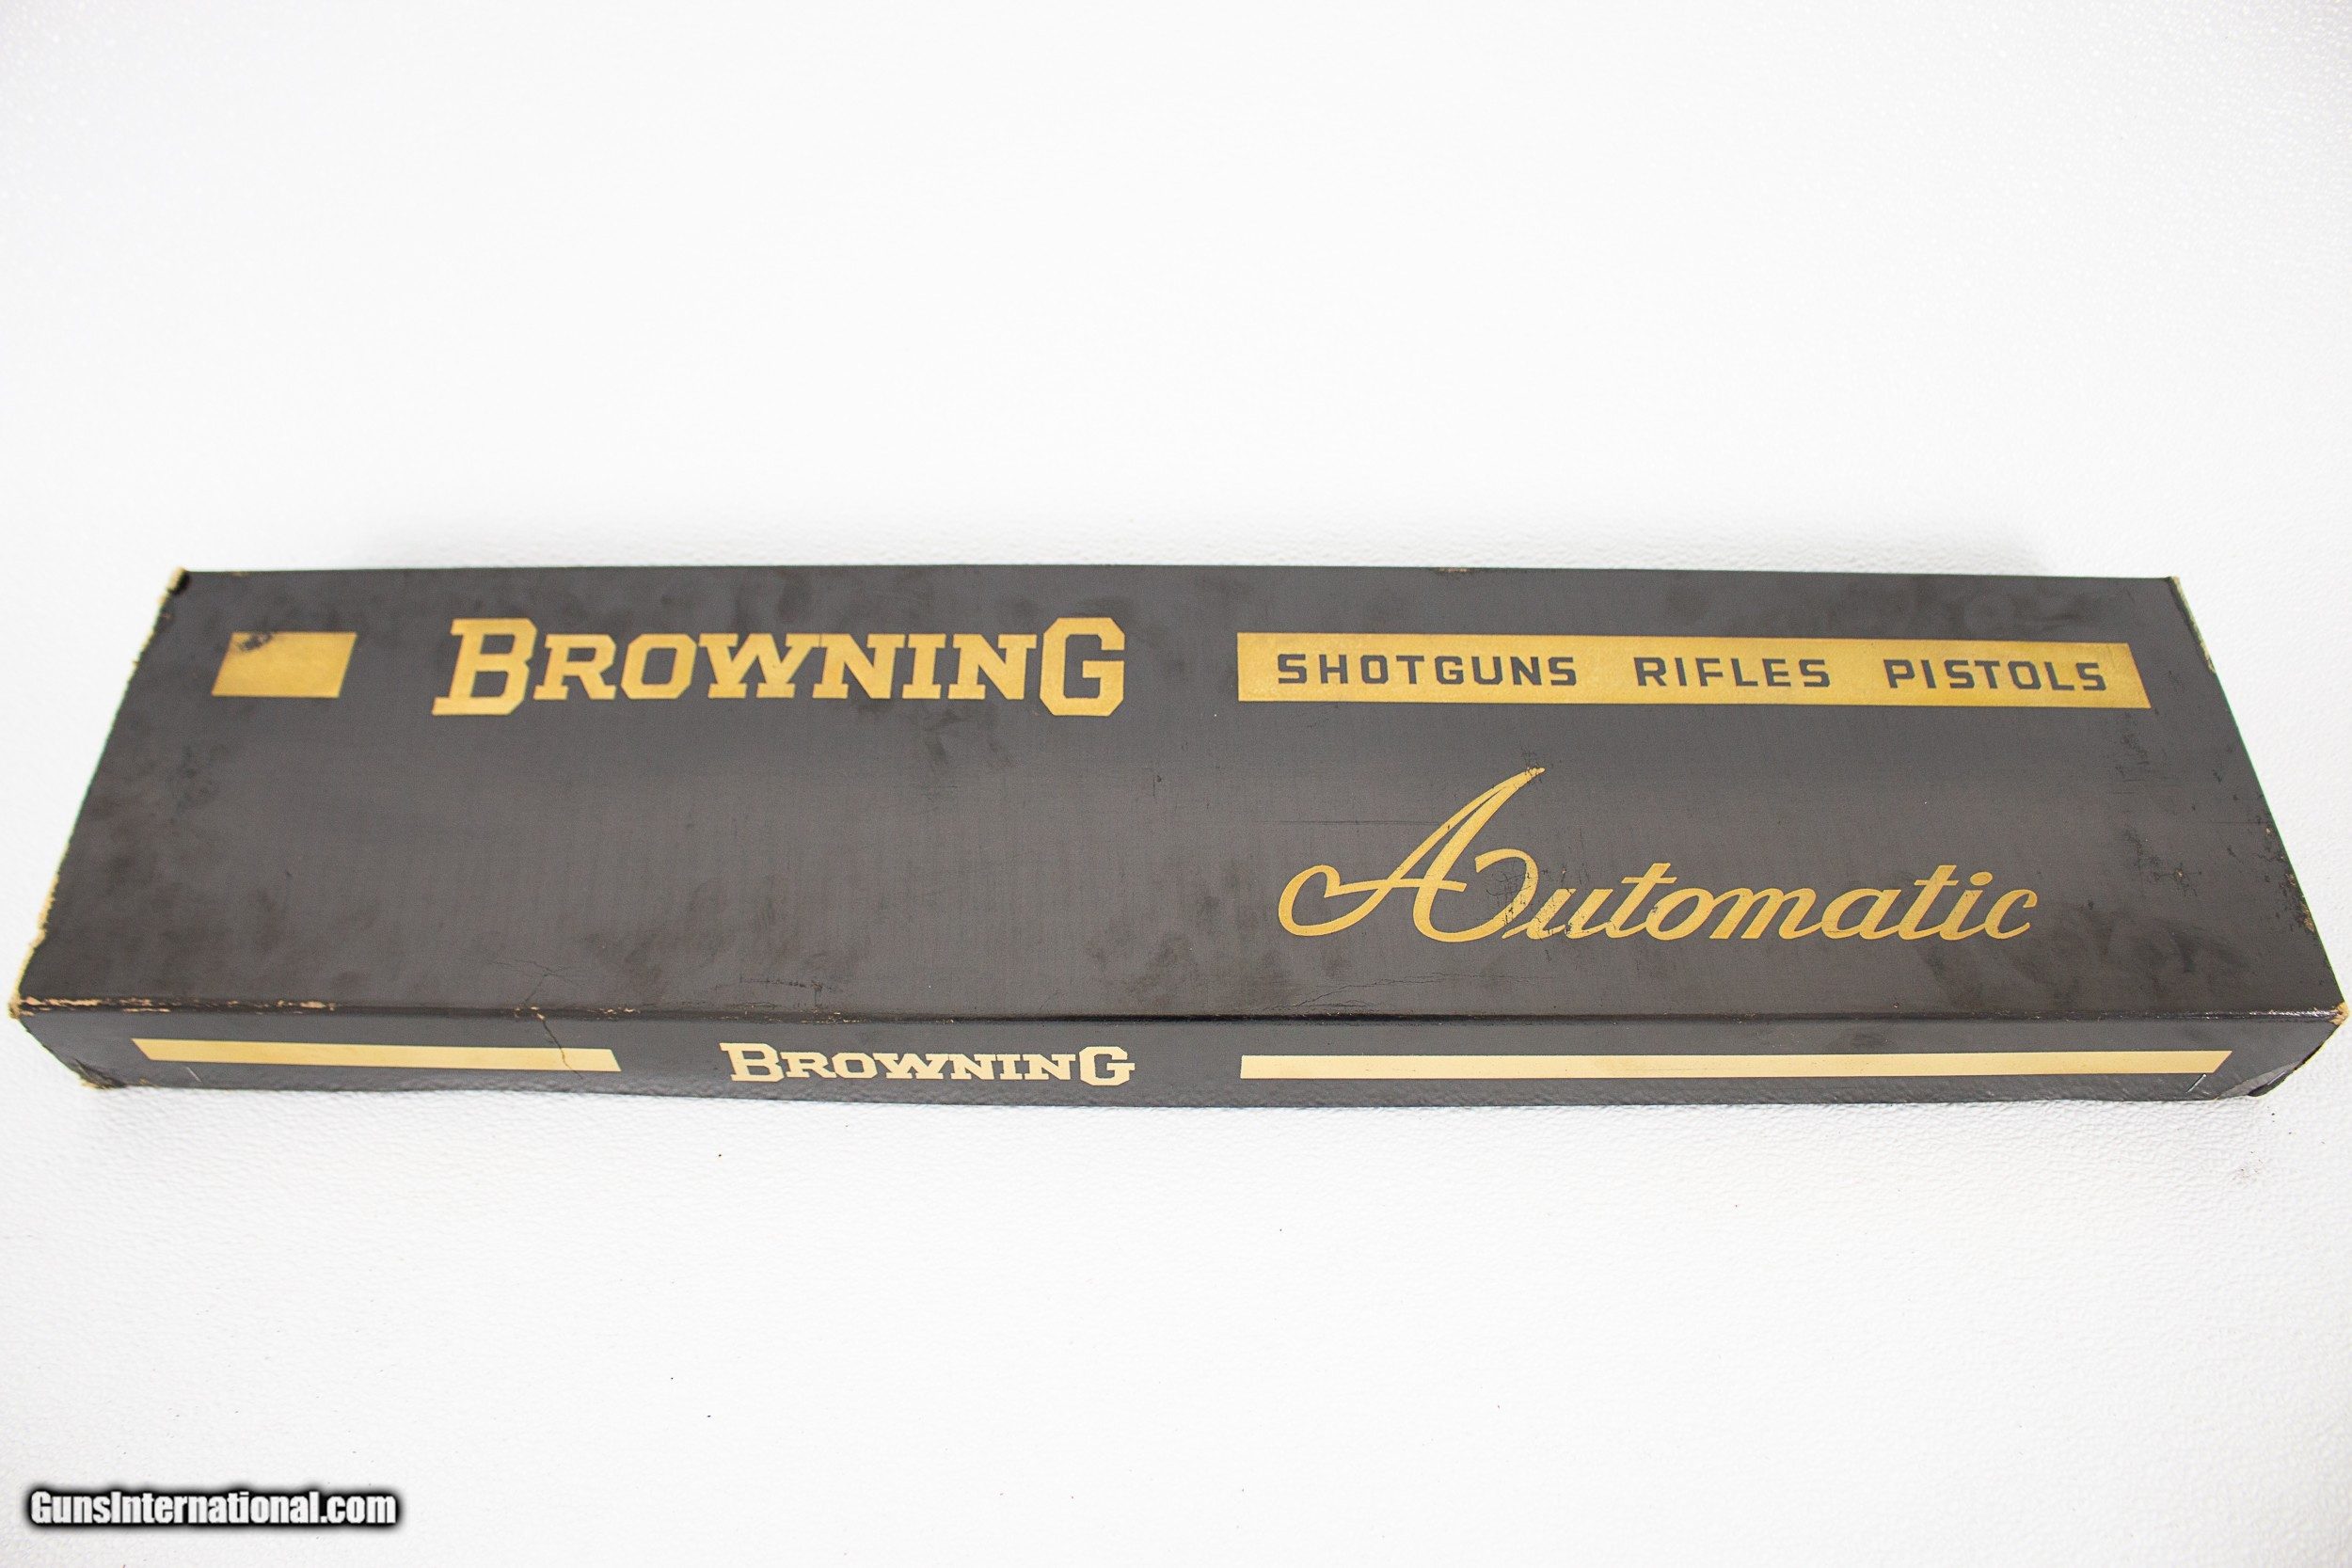 BROWNING SHOTGUNS RIFLES PISTOLS
Automatic
BROWNING
GunsInternational.com